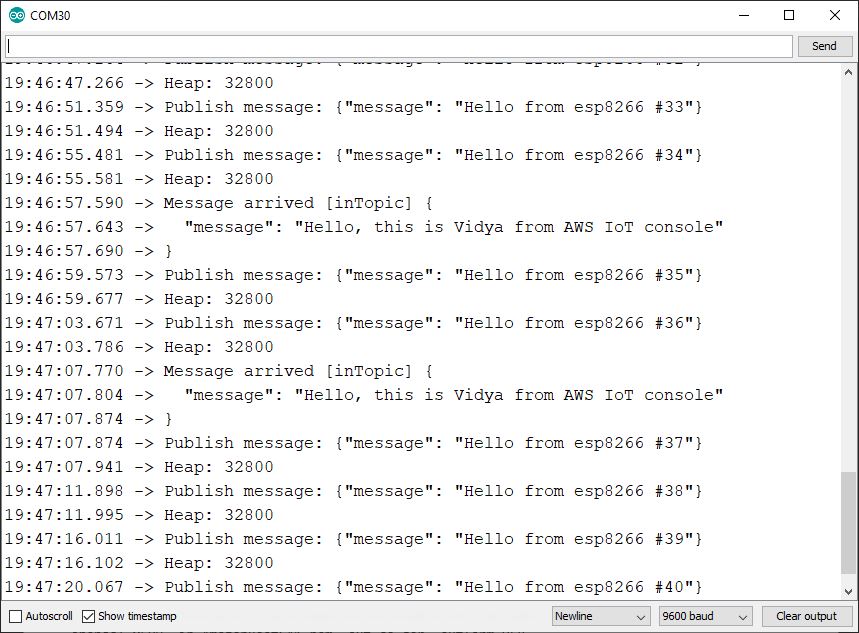 COM30
Send
19:46:47.266 -> Heap: 32800
19:46:51.359 -> Publish message: {"message": "Hello from esp8266 #33"}
19:46:51.494 -> Heap: 32800
19:46:55.481 -> Publish message: {"message": "Hello from esp8266 #34"}
19:46:55.581 -> Heap: 32800
19:46:57.590 -> Message arrived [inTopic] {
19:46:57.643 ->   "message": "Hello, this is Vidya from AWS IoT console"
19:46:57.690 -> }
19:46:59.573 -> Publish message: {"message": "Hello from esp8266 #35"}
19:46:59.677 -> Heap: 32800
19:47:03.671 -> Publish message: {"message": "Hello from esp8266 #36"}
19:47:03.786 -> Heap: 32800
19:47:07.770 -> Message arrived [inTopic] {
19:47:07.804 ->   "message": "Hello, this is Vidya from AWS IoT console"
19:47:07.874 -> }
19:47:07.874 -> Publish message: {"message": "Hello from esp8266 #37"}
19:47:07.941 -> Heap: 32800
19:47:11.898 -> Publish message: {"message": "Hello from esp8266 #38"}
19:47:11.995 -> Heap: 32800
19:47:16.011 -> Publish message: {"message": "Hello from esp8266 #39"}
19:47:16.102 -> Heap: 32800
19:47:20.067 -> Publish message: {"message": "Hello from esp8266 #40"}
Autoscroll Show timestamp Newline 9600 baud Clear output